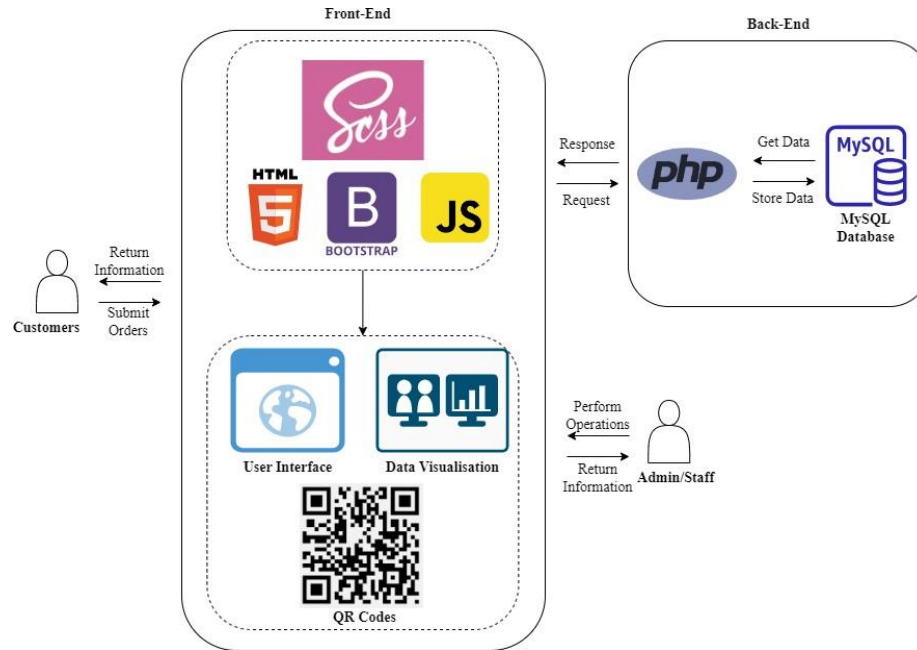 Front-End
Back-End
Scss
HTML
5
B
BOOTSTRAP
JS
Response
Request
php
Get Data
Store Data
MySQL
MySQL
Database
Return
Information
Submit
Orders
Customers
User Interface
Data Visualisation
QR Codes
Perform
Operations
Return
Information
Admin/Staff